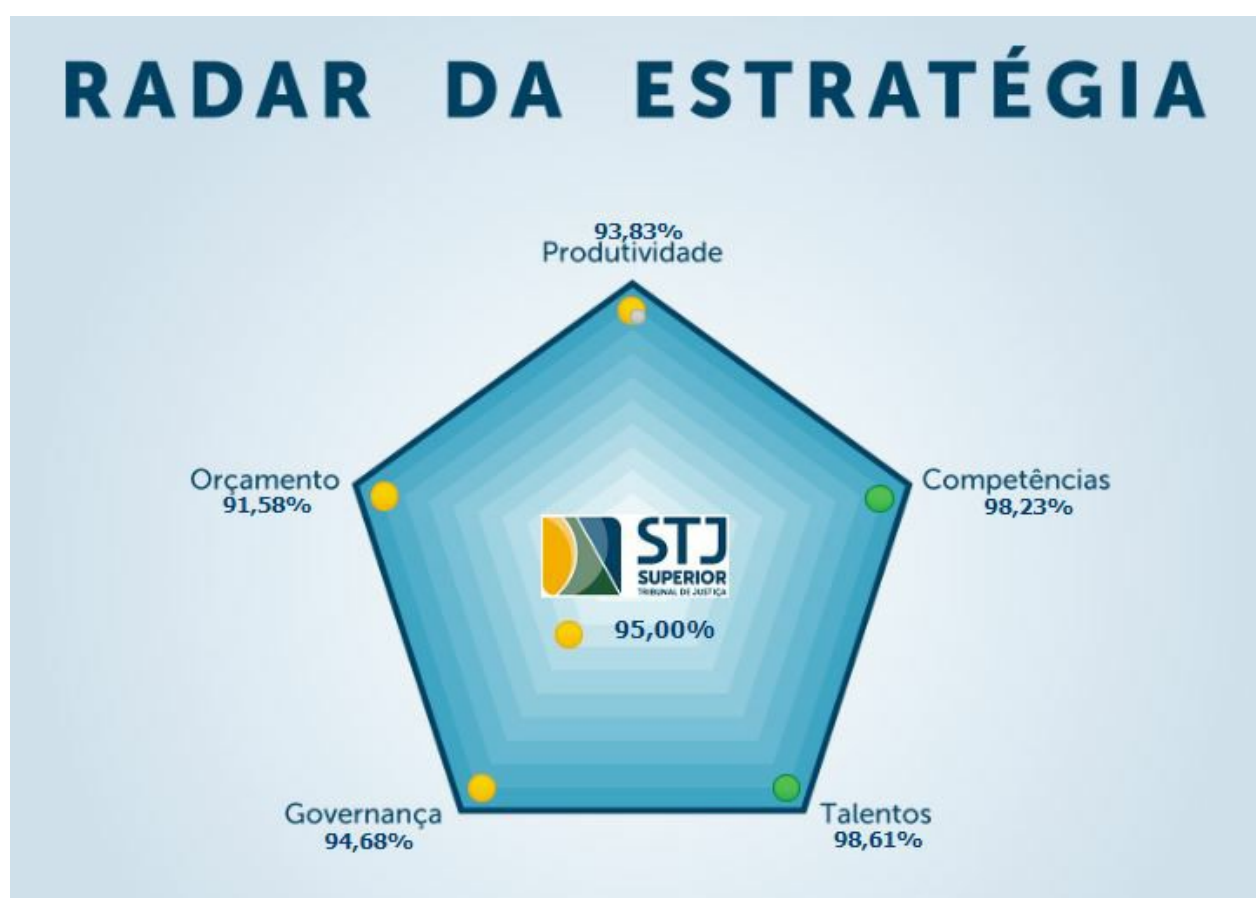 RADAR DA ESTRATÉGIA
93,83%
Produtividade
Orçamento
91,58%
Competências
98,23%
STJ
SUPERIOR
TRIBUNAL DE JUSTIÇA
95,00%
Governança
94,68%
Talentos
98,61%